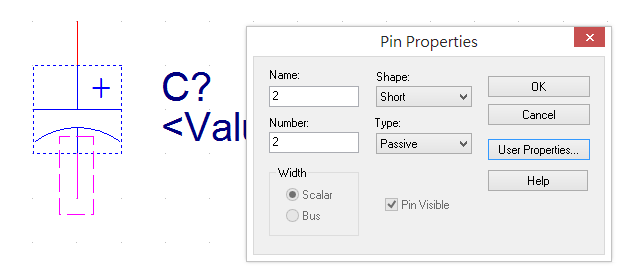 +
C?
<Valu
Pin Properties
Name:
2
Shape:
Short
Number:
2
Type:
Passive
Width
Scalar
Bus
Pin Visible
OK
Cancel
User Properties...
Help